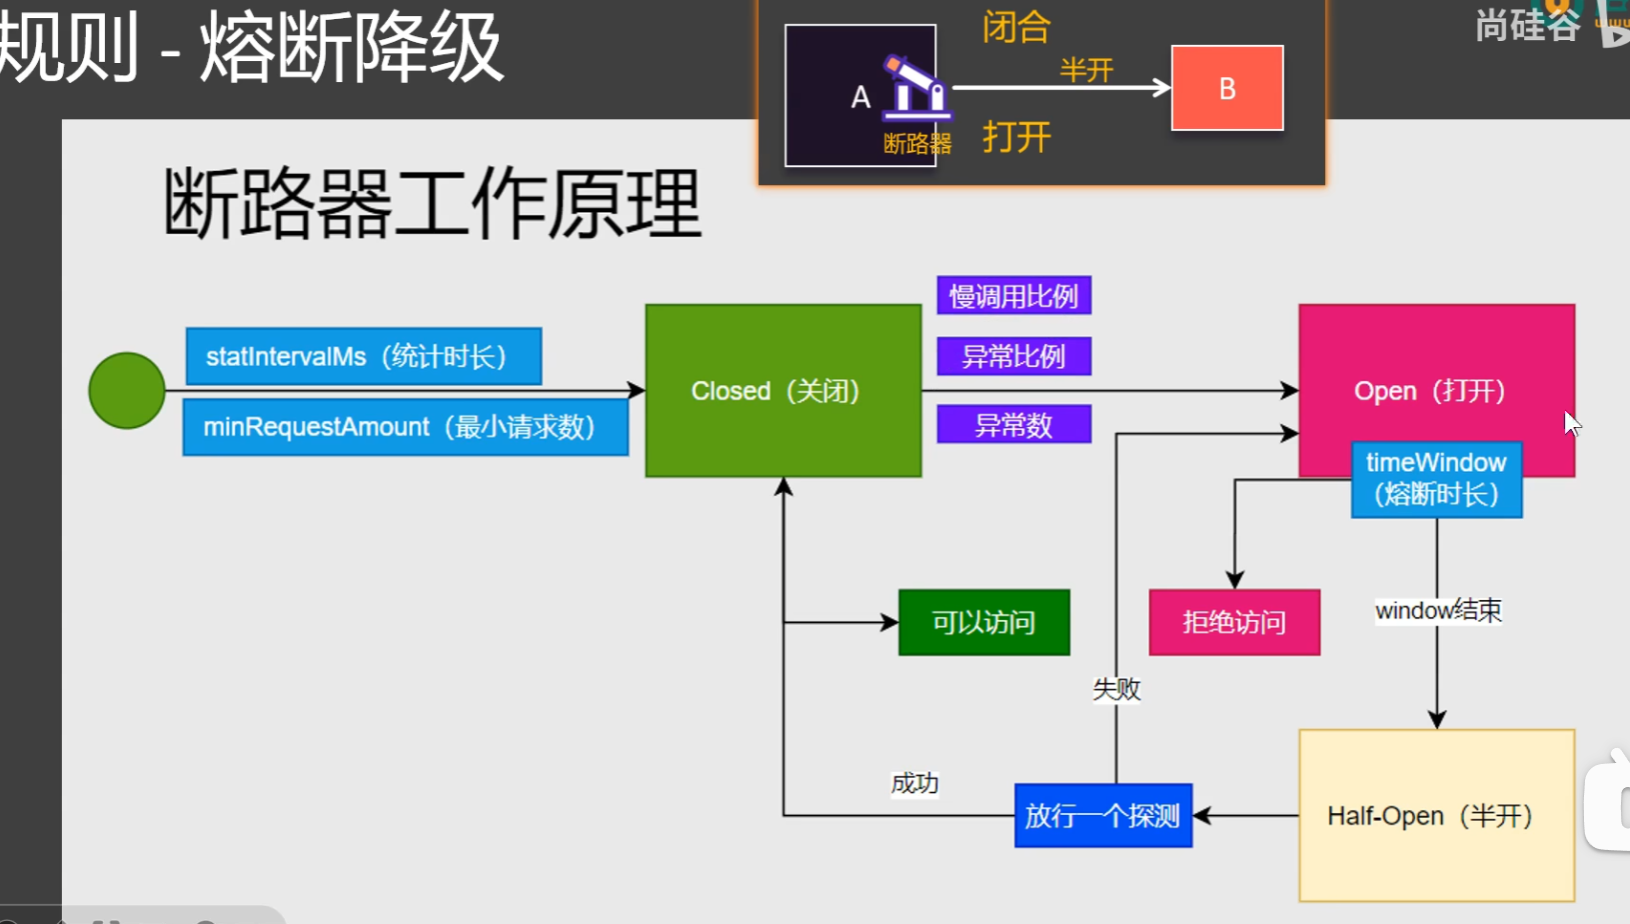 规则 - 熔断降级
闭合
半开
A
B
断路器
打开
尚硅谷
断路器工作原理
慢调用比例
statIntervalMs（统计时长）
异常比例
Closed（关闭）
Open（打开）
minRequestAmount（最小请求数）
异常数
timeWindow
（熔断时长）
window结束
可以访问
拒绝访问
失败
成功
放行一个探测
Half-Open（半开）